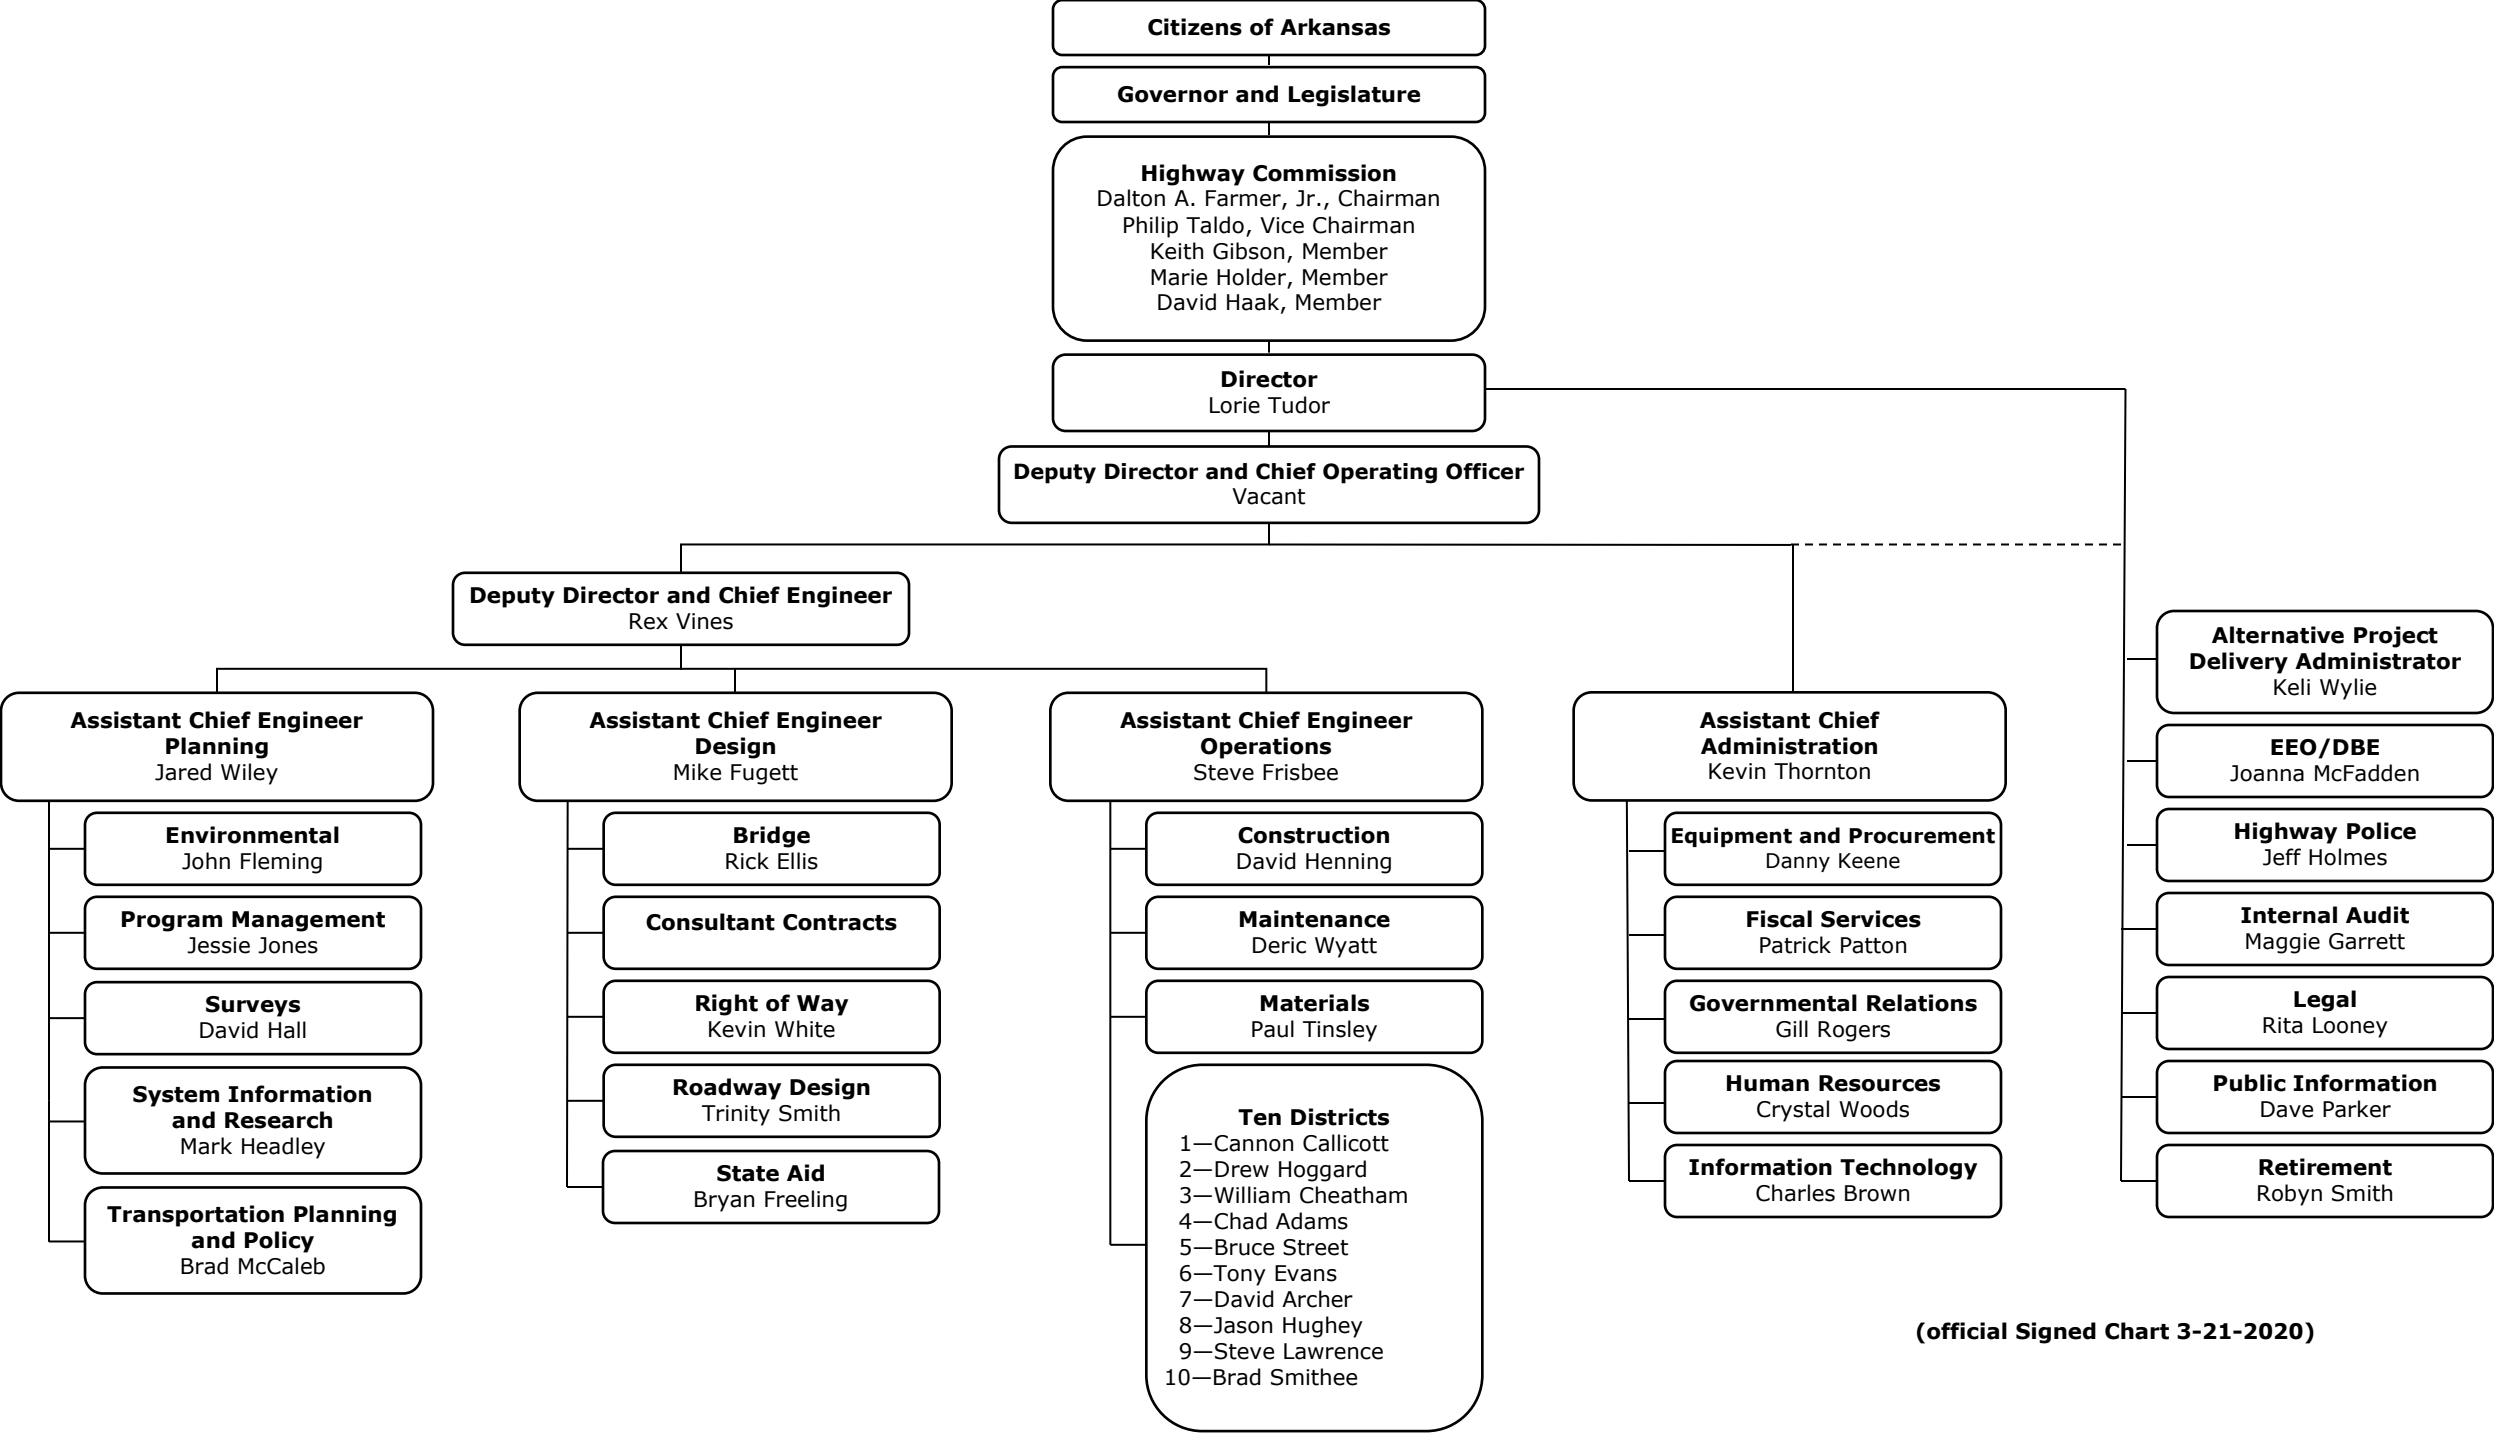 Citizens of Arkansas
Governor and Legislature
Highway Commission
Dalton A. Farmer, Jr., Chairman
Philip Taldo, Vice Chairman
Keith Gibson, Member
Marie Holder, Member
David Haak, Member
Director
Lorie Tudor
Deputy Director and Chief Operating Officer
Vacant
Deputy Director and Chief Engineer
Rex Vines
Assistant Chief Engineer
Planning
Jared Wiley
Environmental
John Fleming
Program Management
Jessie Jones
Surveys
David Hall
System Information
and Research
Mark Headley
Transportation Planning
and Policy
Brad McCaleb
Assistant Chief Engineer
Design
Mike Fugett
Bridge
Rick Ellis
Consultant Contracts
Right of Way
Kevin White
Roadway Design
Trinity Smith
State Aid
Bryan Freeling
Assistant Chief Engineer
Operations
Steve Frisbee
Construction
David Henning
Maintenance
Deric Wyatt
Materials
Paul Tinsley
Ten Districts
1—Cannon Callicott
2—Drew Hoggard
3—William Cheatham
4—Chad Adams
5—Bruce Street
6—Tony Evans
7—David Archer
8—Jason Hughey
9—Steve Lawrence
10—Brad Smithee
Assistant Chief
Administration
Kevin Thornton
Equipment and Procurement
Danny Keene
Fiscal Services
Patrick Patton
Governmental Relations
Gill Rogers
Human Resources
Crystal Woods
Information Technology
Charles Brown
Alternative Project
Delivery Administrator
Keli Wylie
EEO/DBE
Joanna McFadden
Highway Police
Jeff Holmes
Internal Audit
Maggie Garrett
Legal
Rita Looney
Public Information
Dave Parker
Retirement
Robyn Smith
(official Signed Chart 3-21-2020)